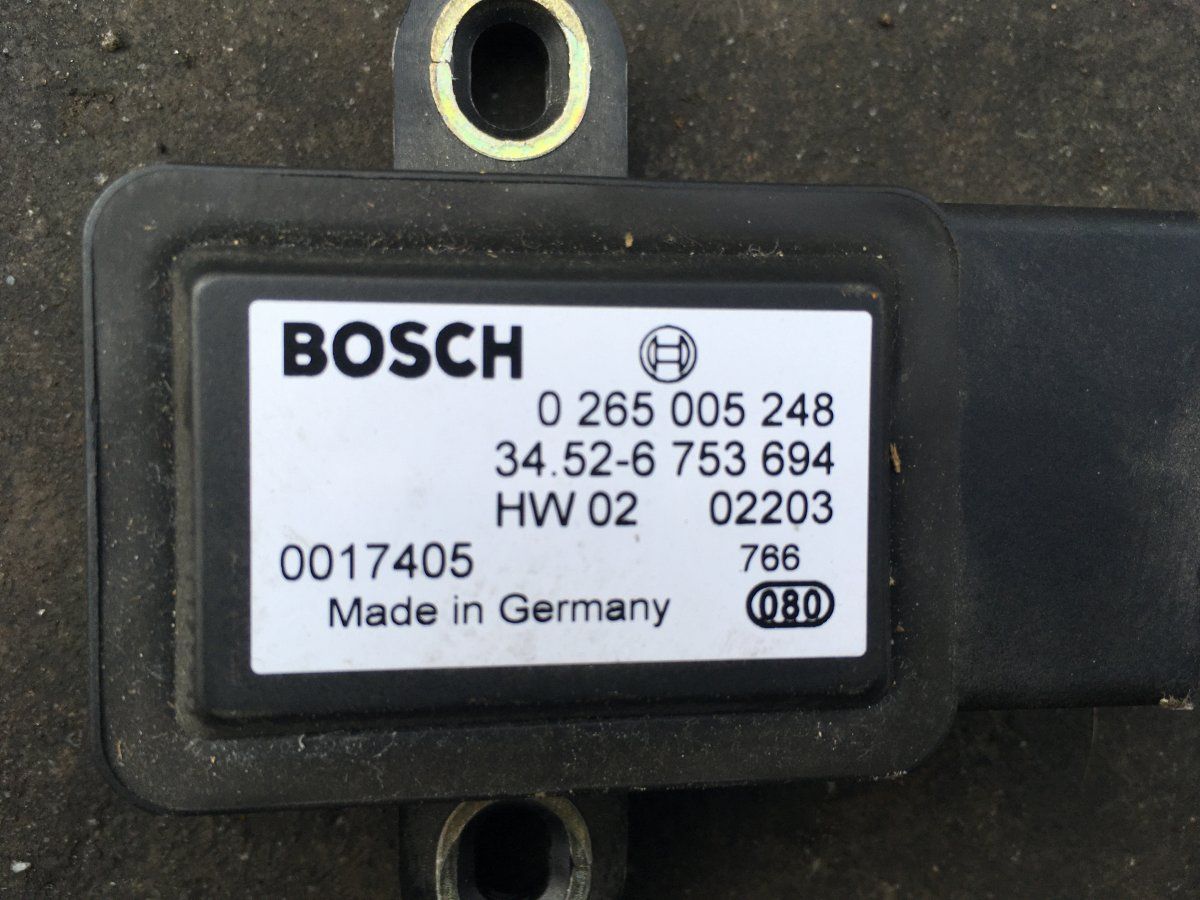 BOSCH
0 265 005 248
34.52-6 753 694
HW 02 02203
0017405 766
Made in Germany 080